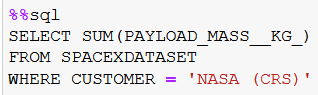 %%sql
SELECT SUM(PAYLOAD_MASS__KG_)
FROM SPACEXDATASET
WHERE CUSTOMER = 'NASA (CRS)'